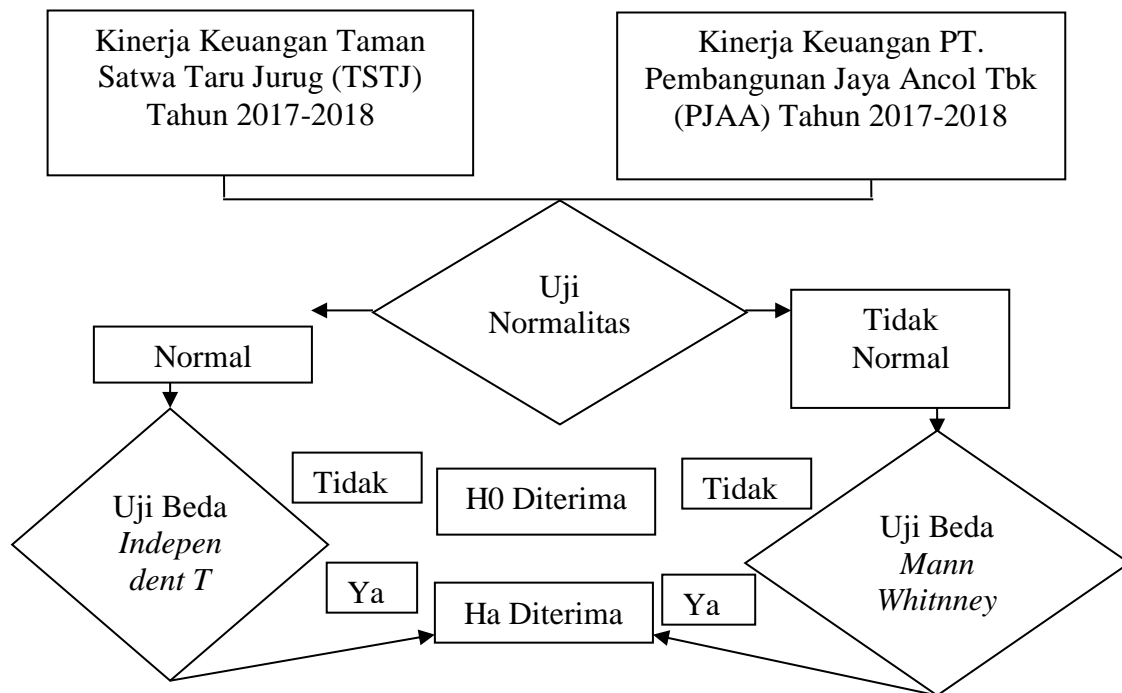 Kinerja Keuangan Taman
Satwa Taru Jurug (TSTJ)
Tahun 2017-2018
Kinerja Keuangan PT.
Pembangunan Jaya Ancol Tbk
(PJAA) Tahun 2017-2018
Uji
Normalitas
Normal
Tidak
Normal
Uji Beda
Indepen
dent T
Tidak
H0 Diterima
Tidak
Uji Beda
Mann
Whitnney
Ya
Ha Diterima
Ya